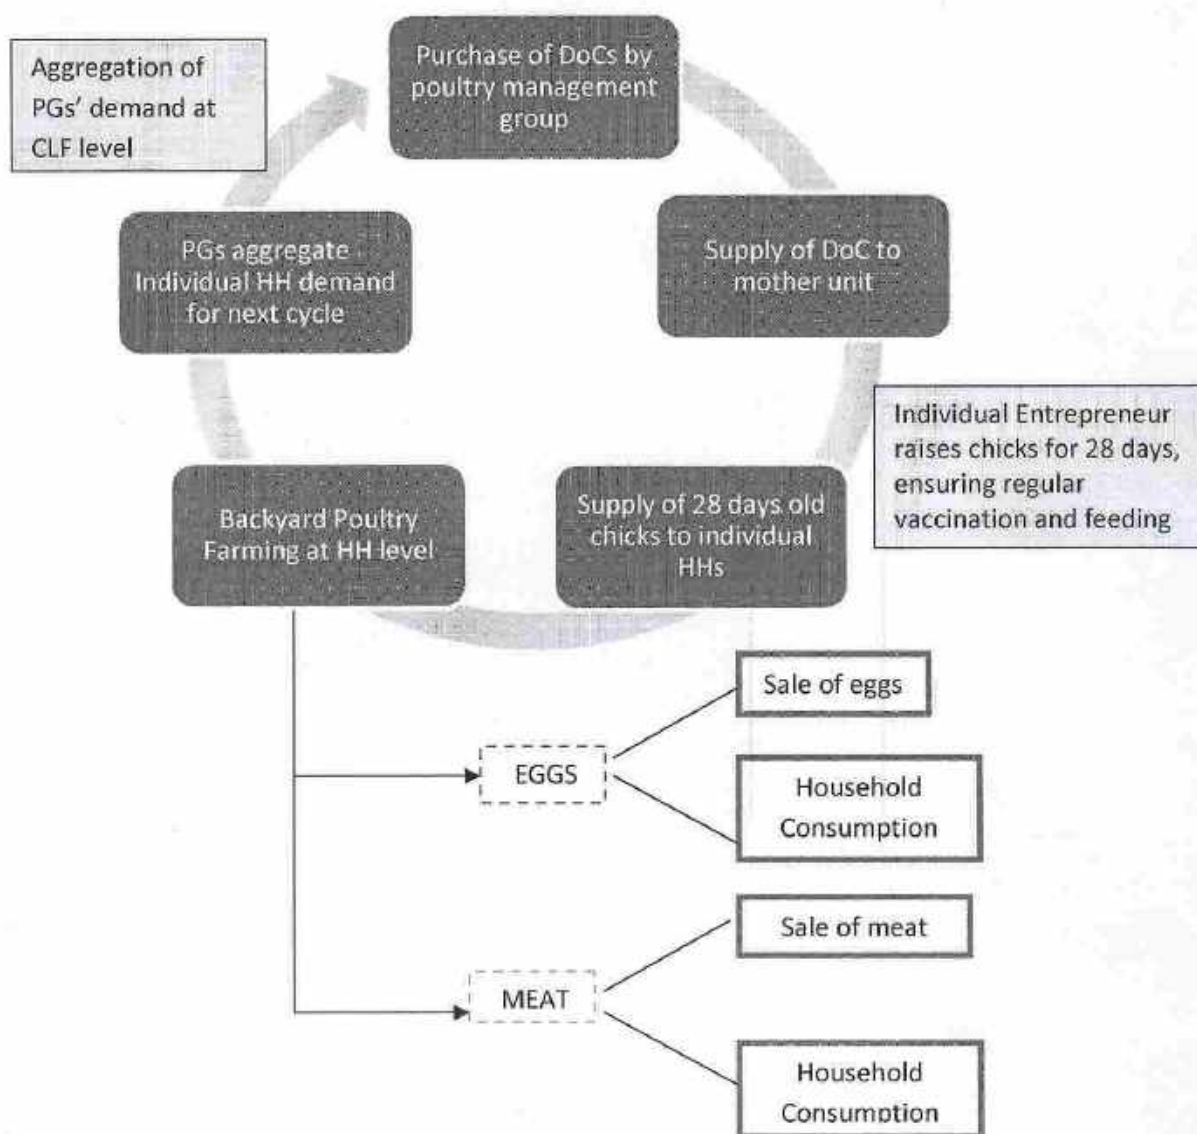 Purchase of DoCs by
poultry management
group
Aggregation of
PGs' demand at
CLF level
PGs aggregate
Individual HH demand
for next cycle
Supply of DoC to
mother unit
Individual Entrepreneur
raises chicks for 28 days,
ensuring regular
vaccination and feeding
Backyard Poultry
Farming at HH level
Supply of 28 days old
chicks to individual
HHs
Sale of eggs
EGGS
Household
Consumption
Sale of meat
MEAT
Household
Consumption